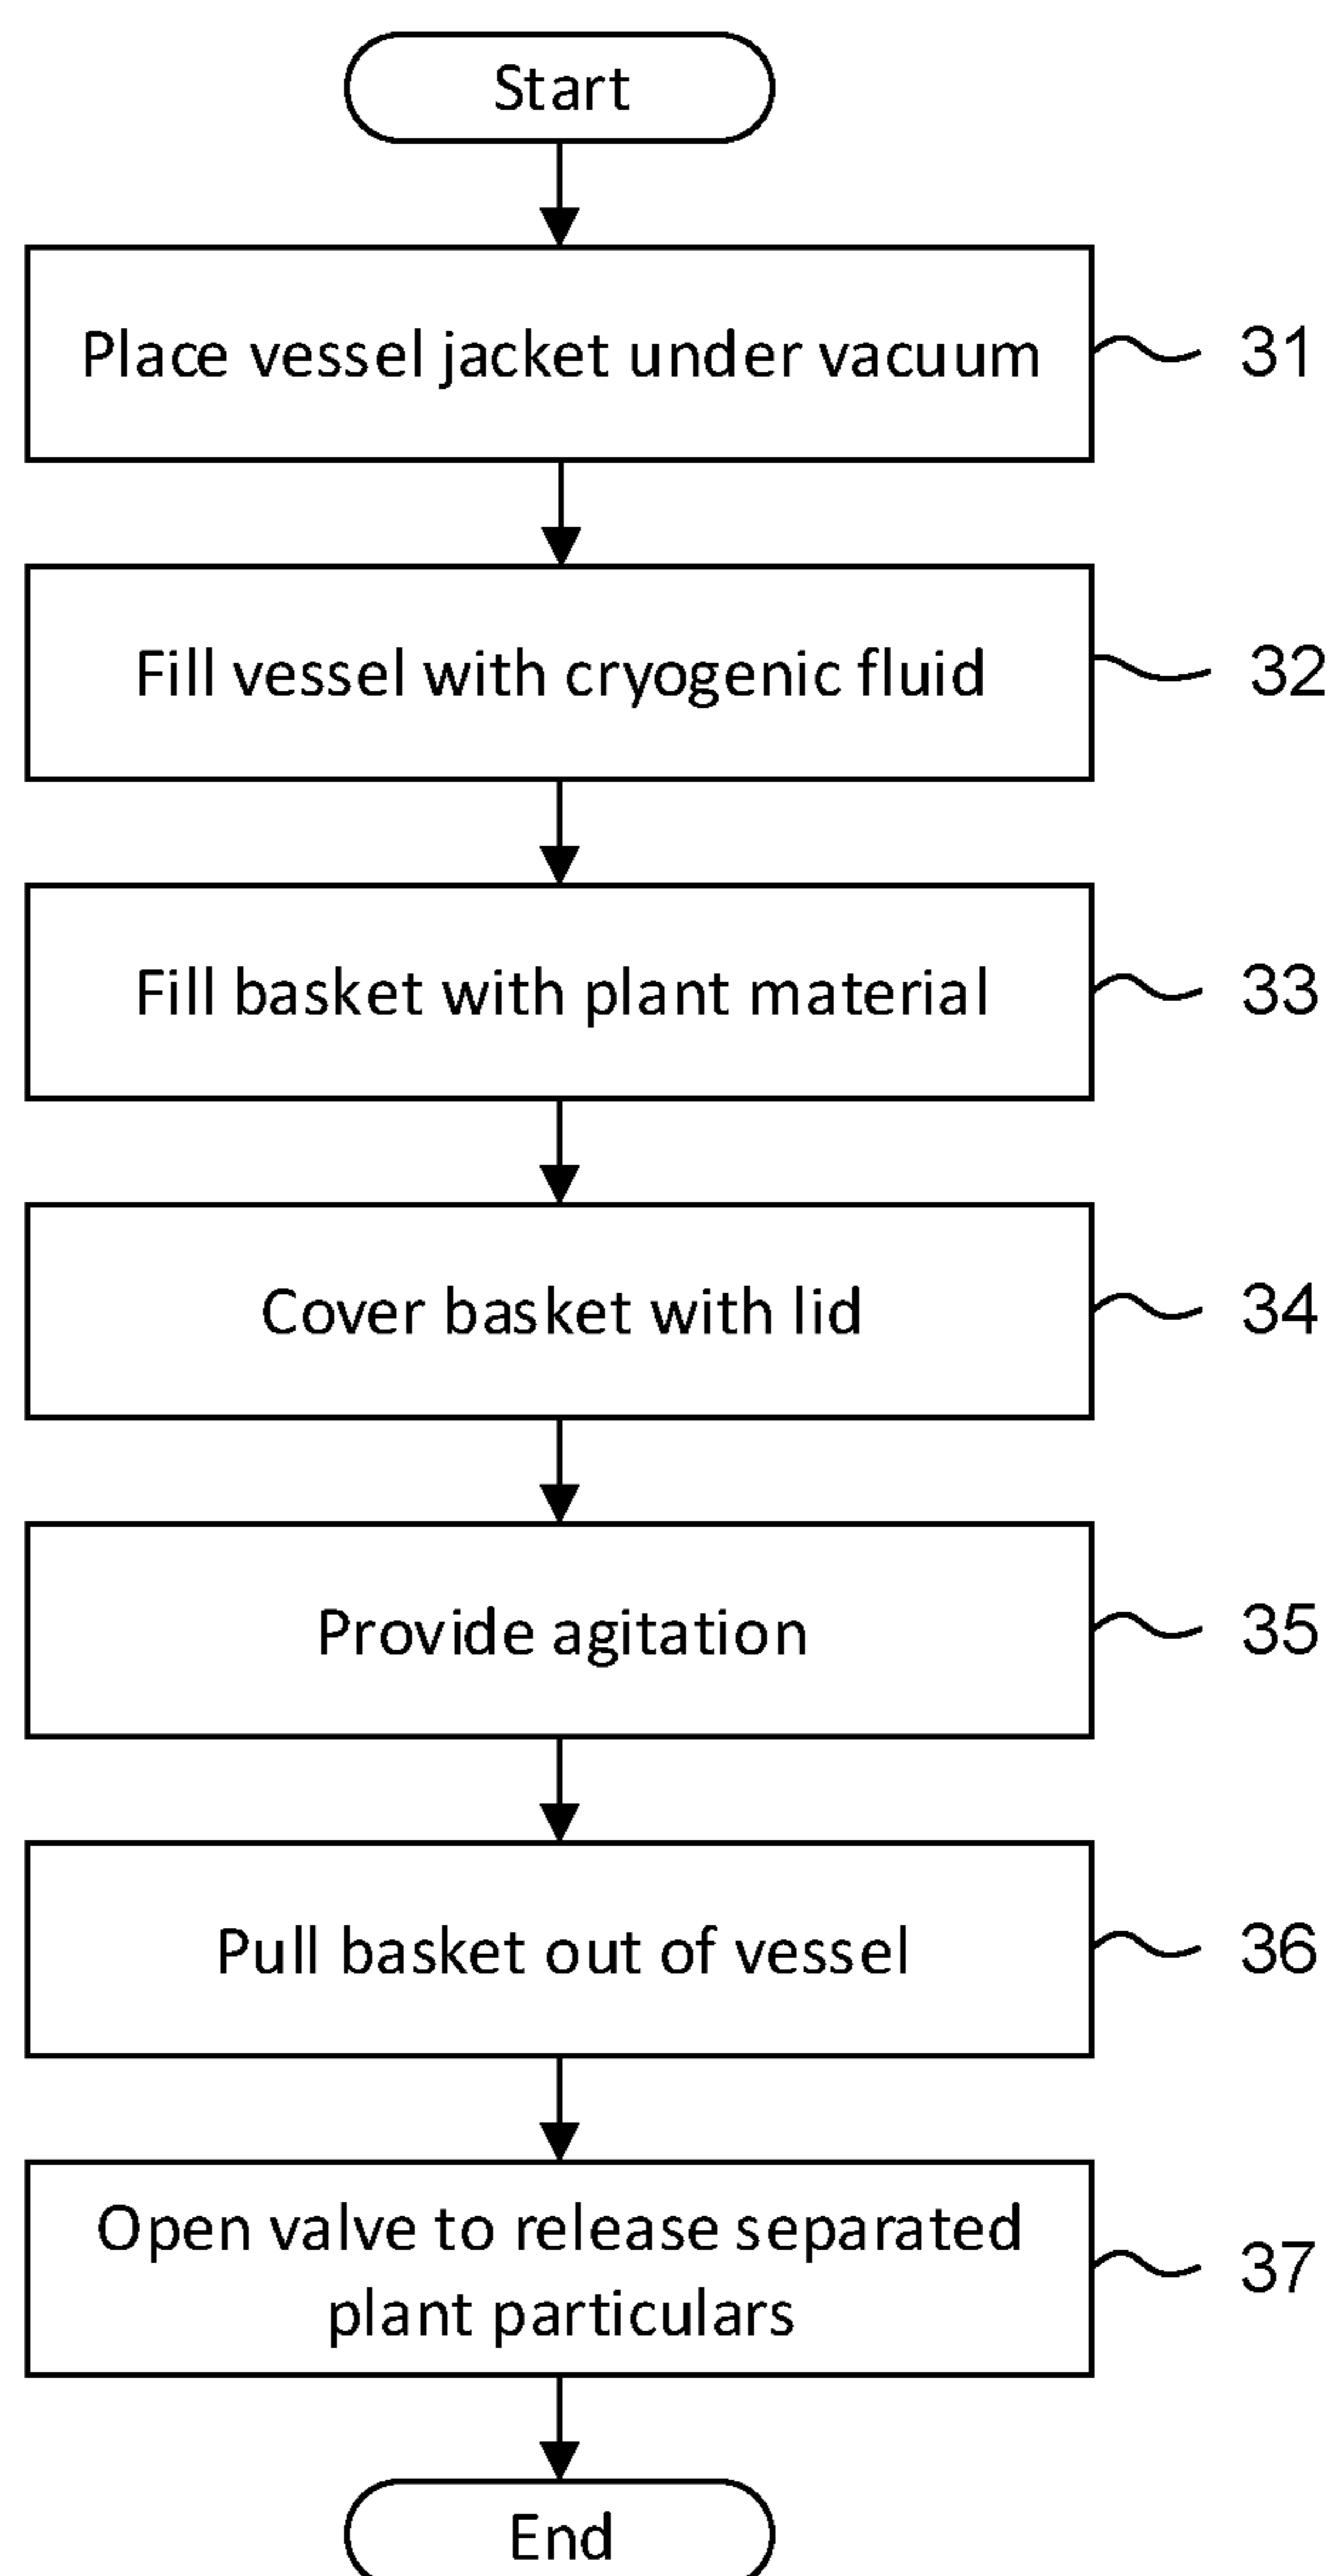 Start
Place vessel jacket under vacuum
31
Fill vessel with cryogenic fluid
32
Fill basket with plant material
33
Cover basket with lid
34
Provide agitation
35
Pull basket out of vessel
36
Open valve to release separated
plant particulars
37
End